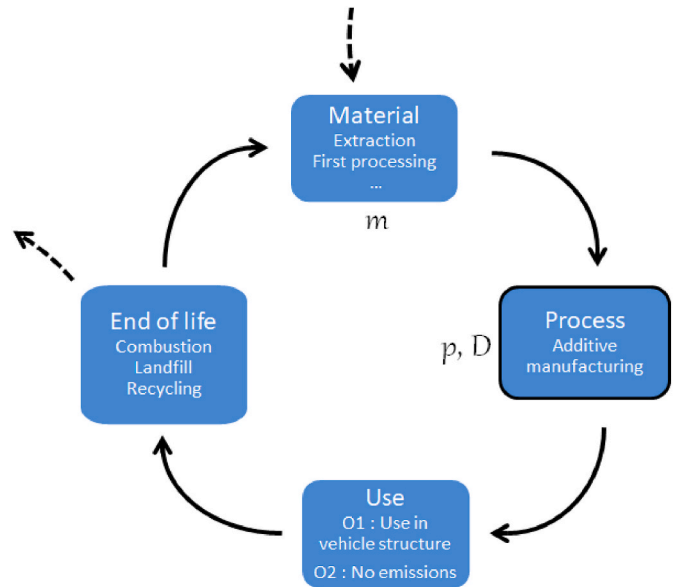 Material
Extraction
First processing
...
m
Process
Additive
manufacturing
p, D
Use
O1 : Use in
vehicle structure
O2 : No emissions
End of life
Combustion
Landfill
Recycling